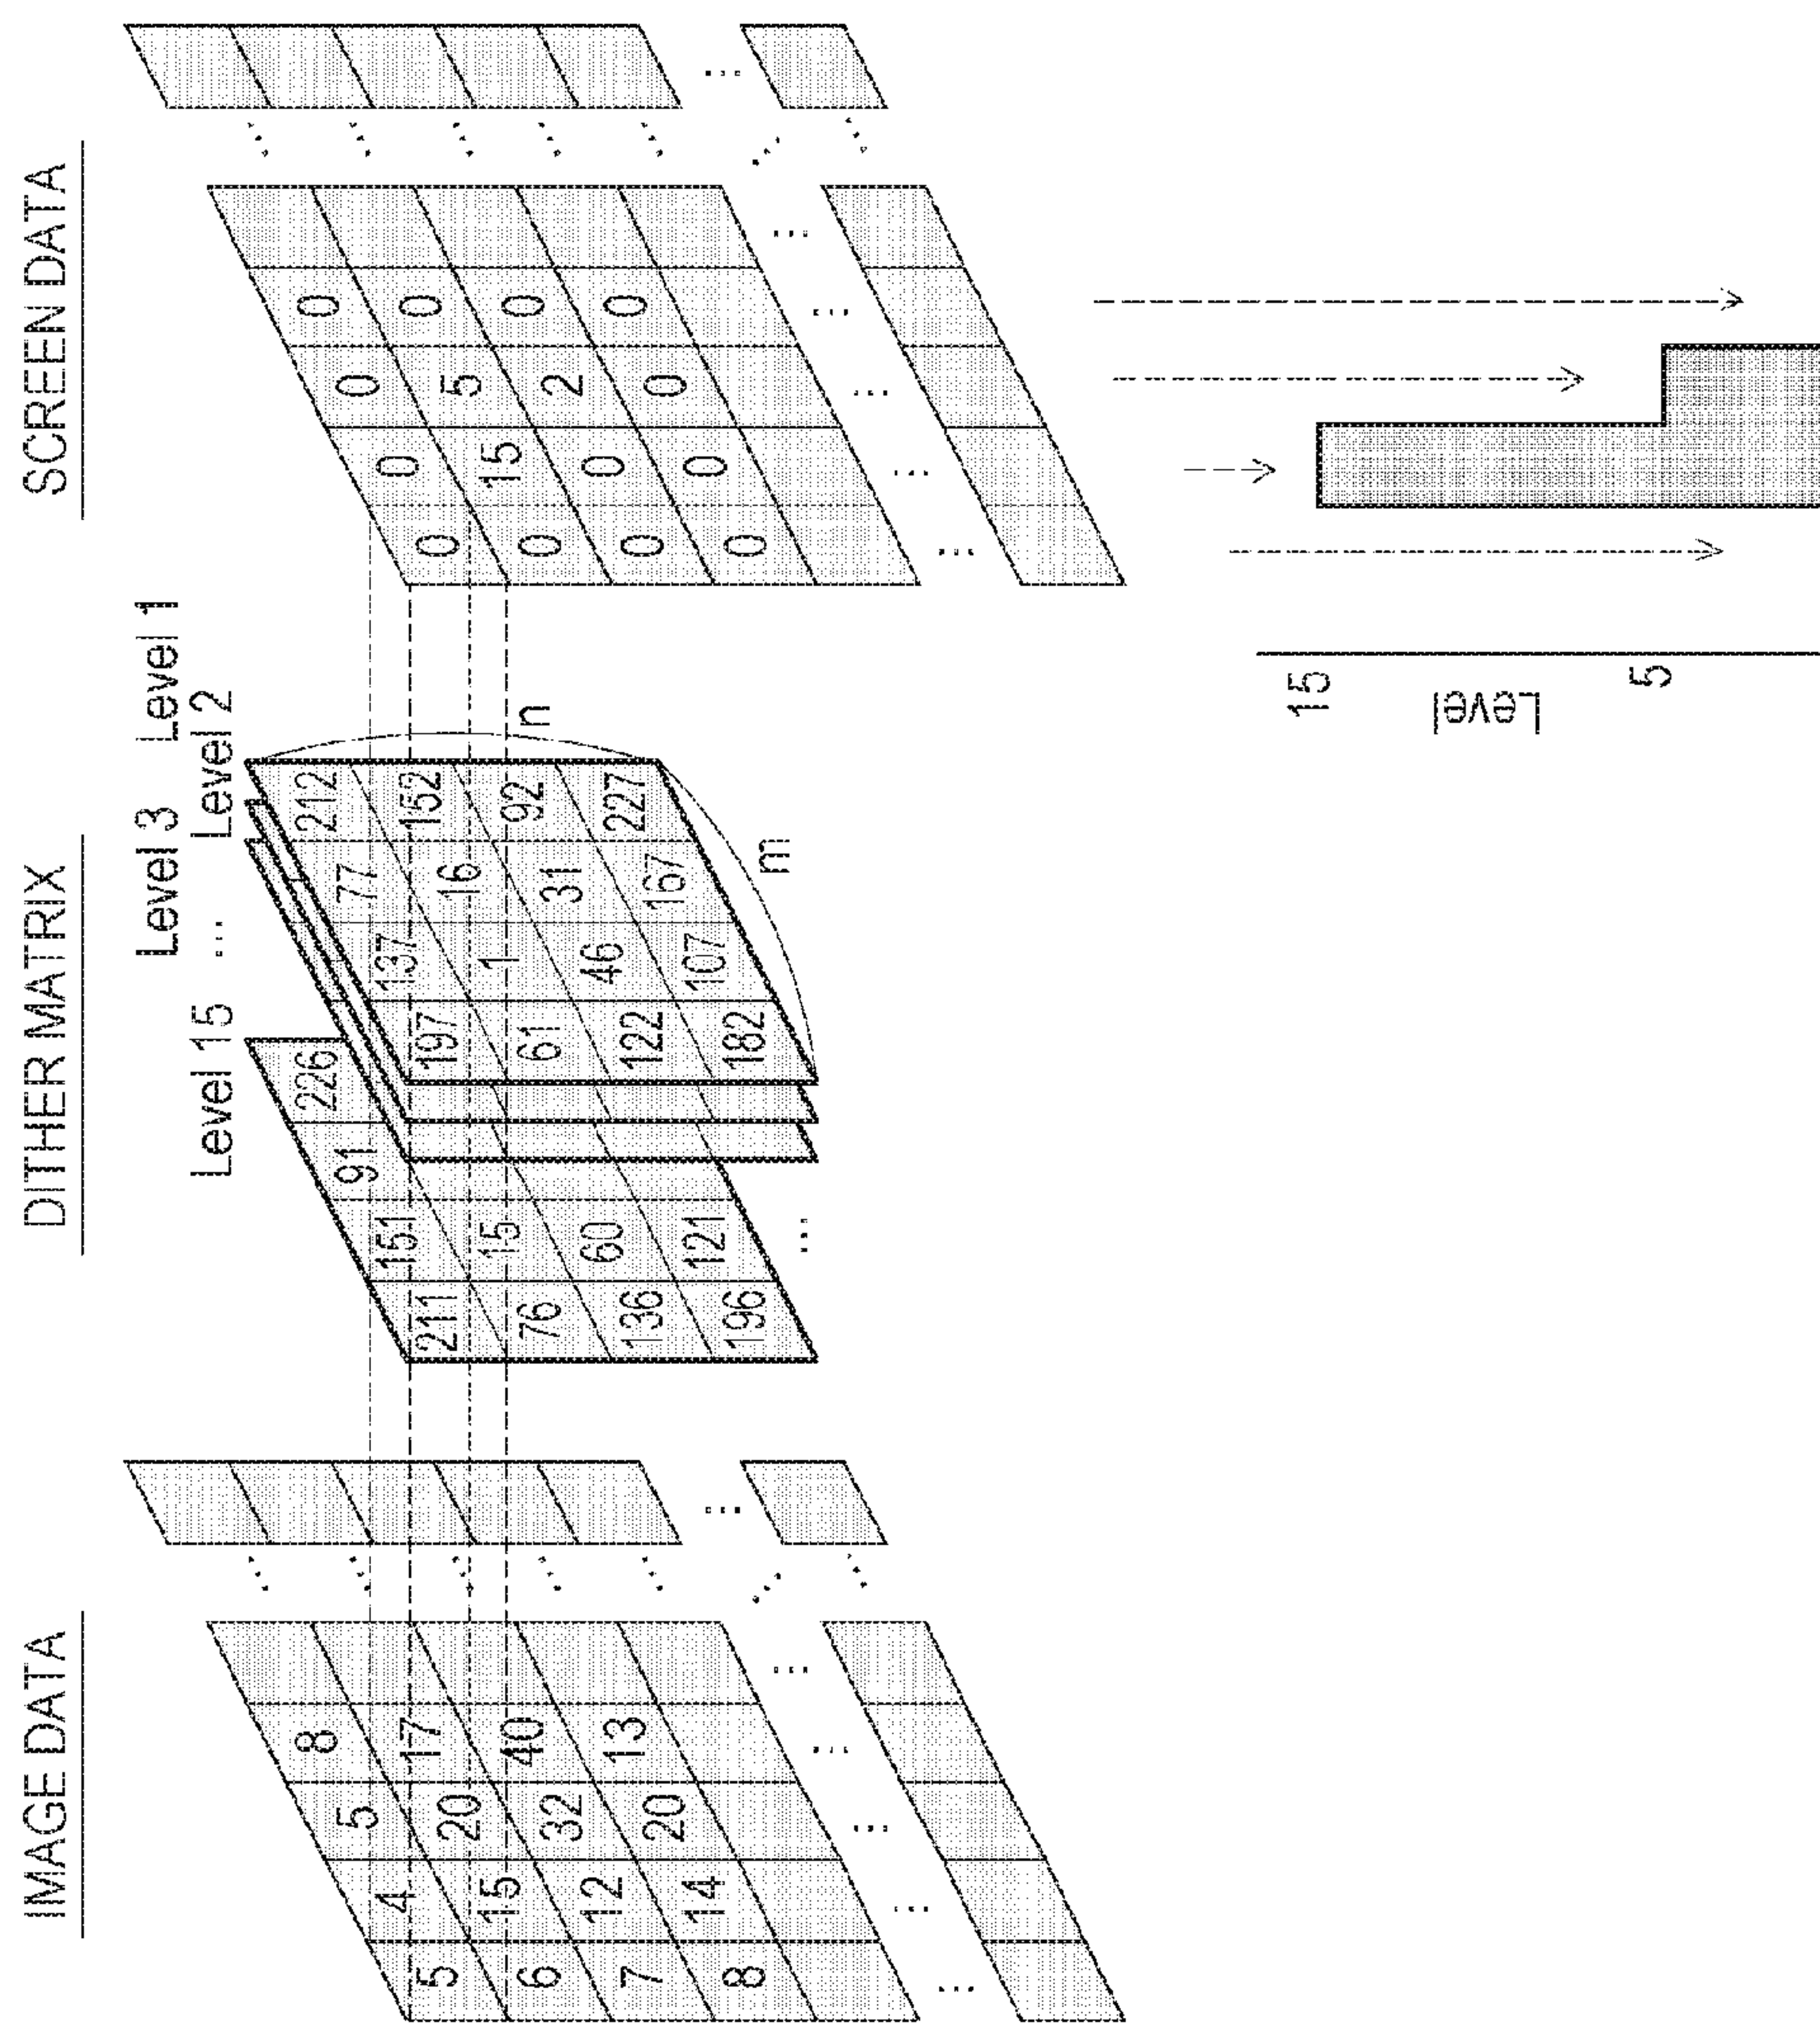 IMAGE DATA
5 4 5 8
6 15 20 17
7 12 32 40
8 14 20 13
...
DITHER MATRIX
Level 15 ... Level 3 Level 2 Level 1
211 151 91 226
76 15
136 60
196 121
...
197 137 77 212
61 1 16 152
122 46 31 92
182 107 167 227
n
m
SCREEN DATA
0 0 0 0
0 15 5 0
0 0 2 0
0 0 0 0
...
15
Level
5